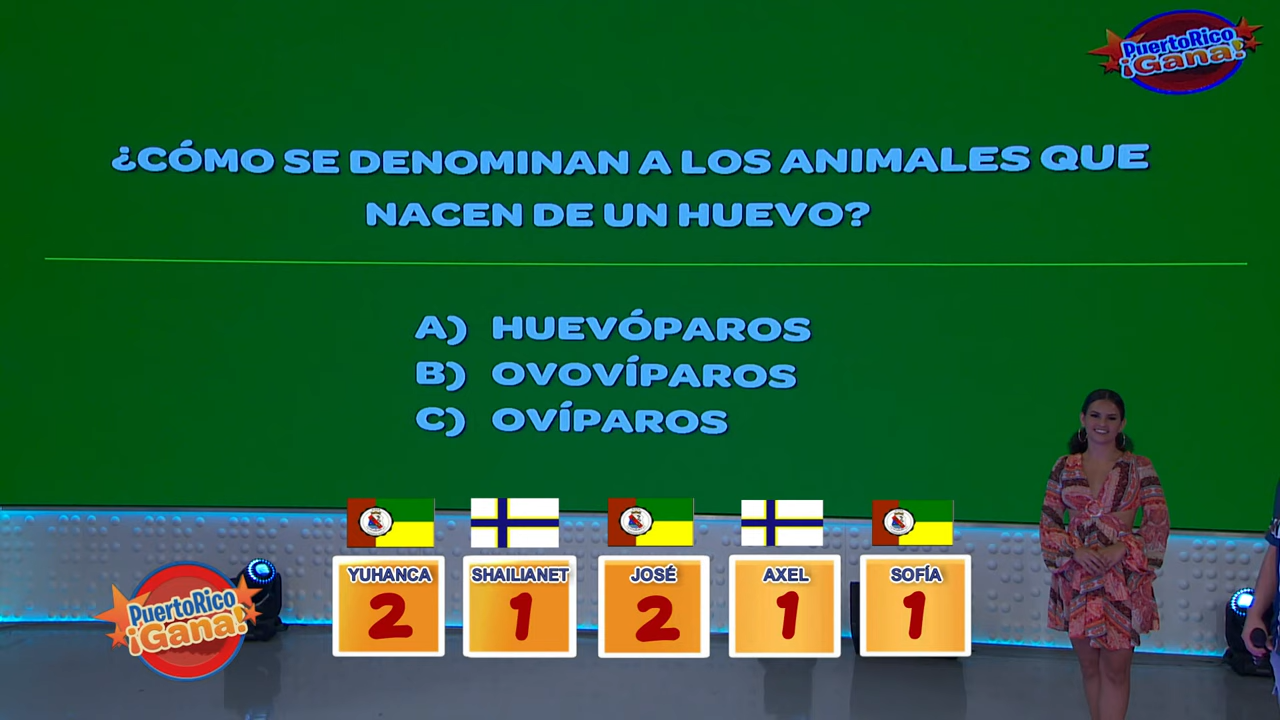 PuertoRico
¡Gana!
¿CÓMO SE DENOMINAN A LOS ANIMALES QUE
NACEN DE UN HUEVO?
A) HUEVÓPAROS
B) OVOVÍPAROS
C) OVÍPAROS
YUHANCA
SHAILIANET
JOSÉ
AXEL
SOFÍA
2
1
2
1
1
PuertoRico
¡Gana!